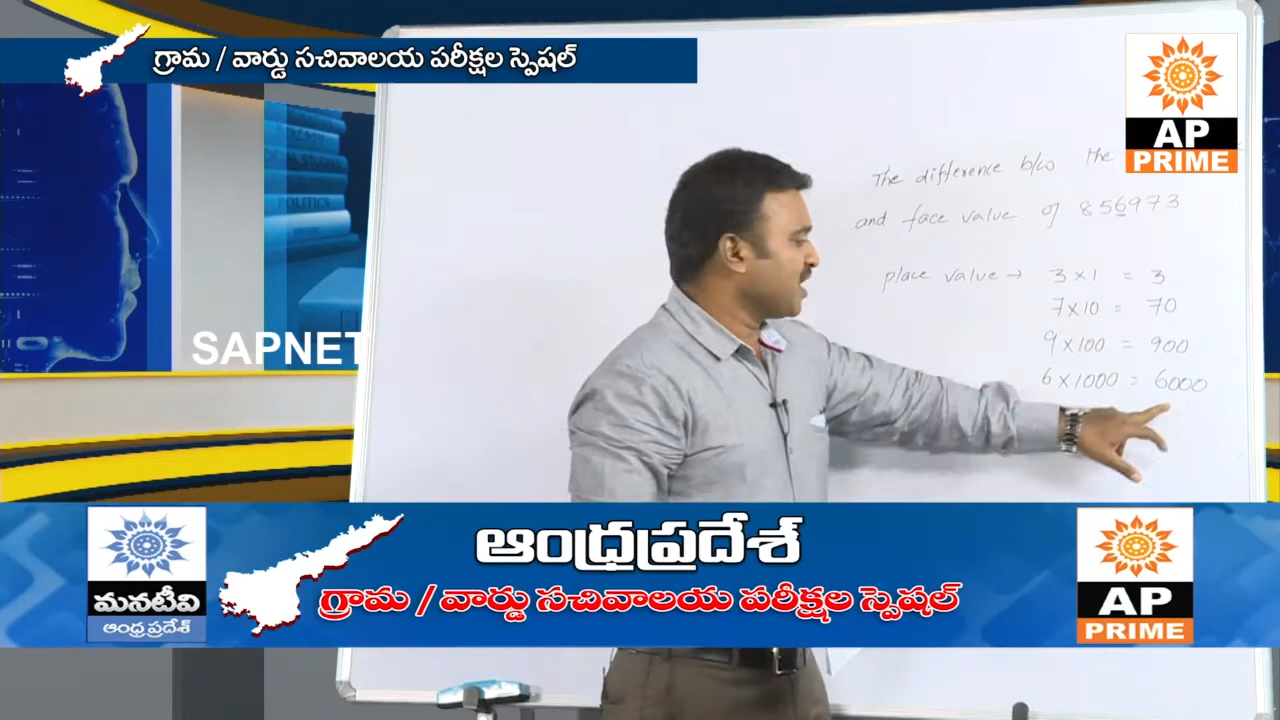 గ్రామ / వార్డు సచివాలయ పరీక్షల స్పెషల్
AP
PRIME
POLITICS
SAPNET
The difference b/w the
and face value of 856973
place value → 3 × 1 = 3
7 × 10 = 70
9 × 100 = 900
6 × 1000 = 6000
ఆంధ్రప్రదేశ్
గ్రామ / వార్డు సచివాలయ పరీక్షల స్పెషల్
మనటీవి
ఆంధ్ర ప్రదేశ్
AP
PRIME